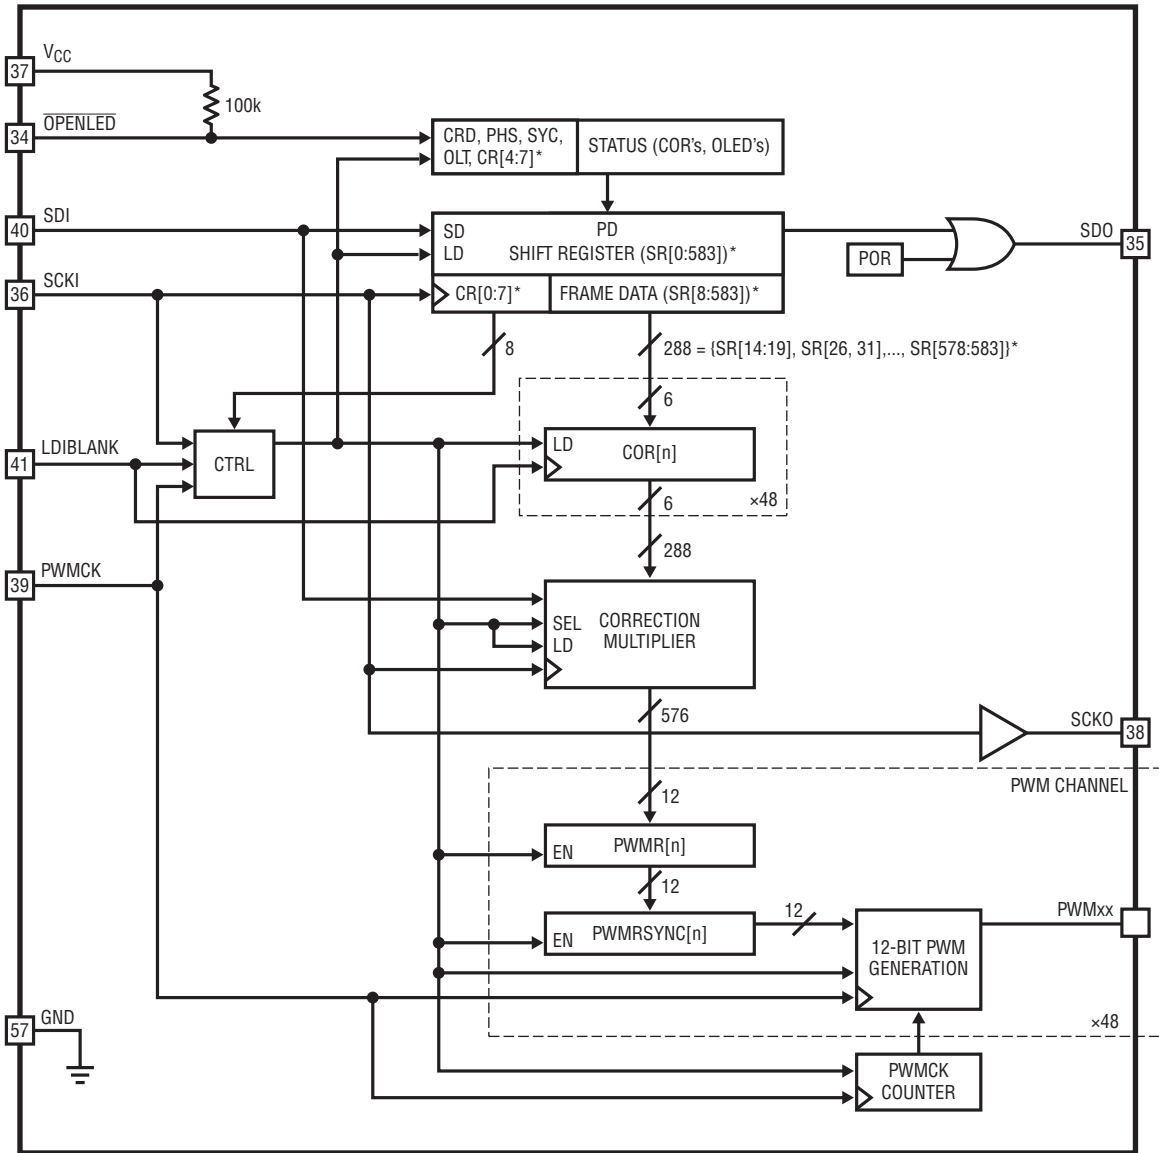 VCC
37
100k
OPENLED
34
CRD, PHS, SYC,
OLT, CR[4:7]*
STATUS (COR's, OLED's)
SDI
40
SD
LD
PD
SHIFT REGISTER (SR[0:583])*
POR
SDO
35
SCKI
36
CR[0:7]*
FRAME DATA (SR[8:583])*
8
288 = {SR[14:19], SR[26, 31],..., SR[578:583]}*
6
LDIBLANK
41
CTRL
LD
COR[n]
×48
6
288
PWMCK
39
SEL
LD
CORRECTION
MULTIPLIER
576
SCKO
38
PWM CHANNEL
12
EN
PWMR[n]
12
EN
PWMRSYNC[n]
12
12-BIT PWM
GENERATION
PWMxx
×48
GND
57
PWMCK
COUNTER